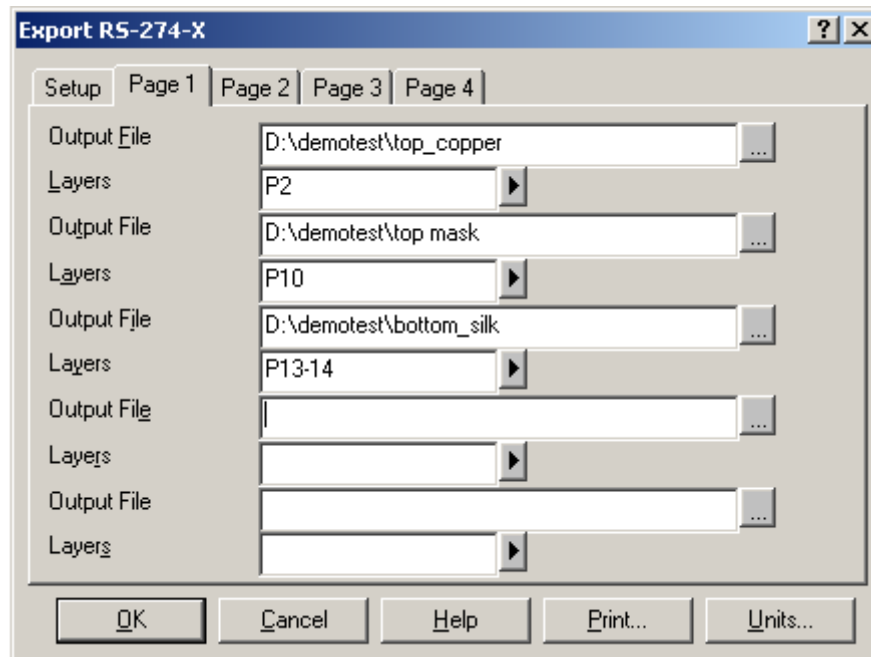 Export RS-274-X
Setup Page 1 Page 2 Page 3 Page 4
Output File D:\demotest\top_copper ...
Layers P2
Output File D:\demotest\top mask ...
Layers P10
Output File D:\demotest\bottom_silk ...
Layers P13-14
Output File ...
Layers
Output File ...
Layers
OK Cancel Help Print... Units...